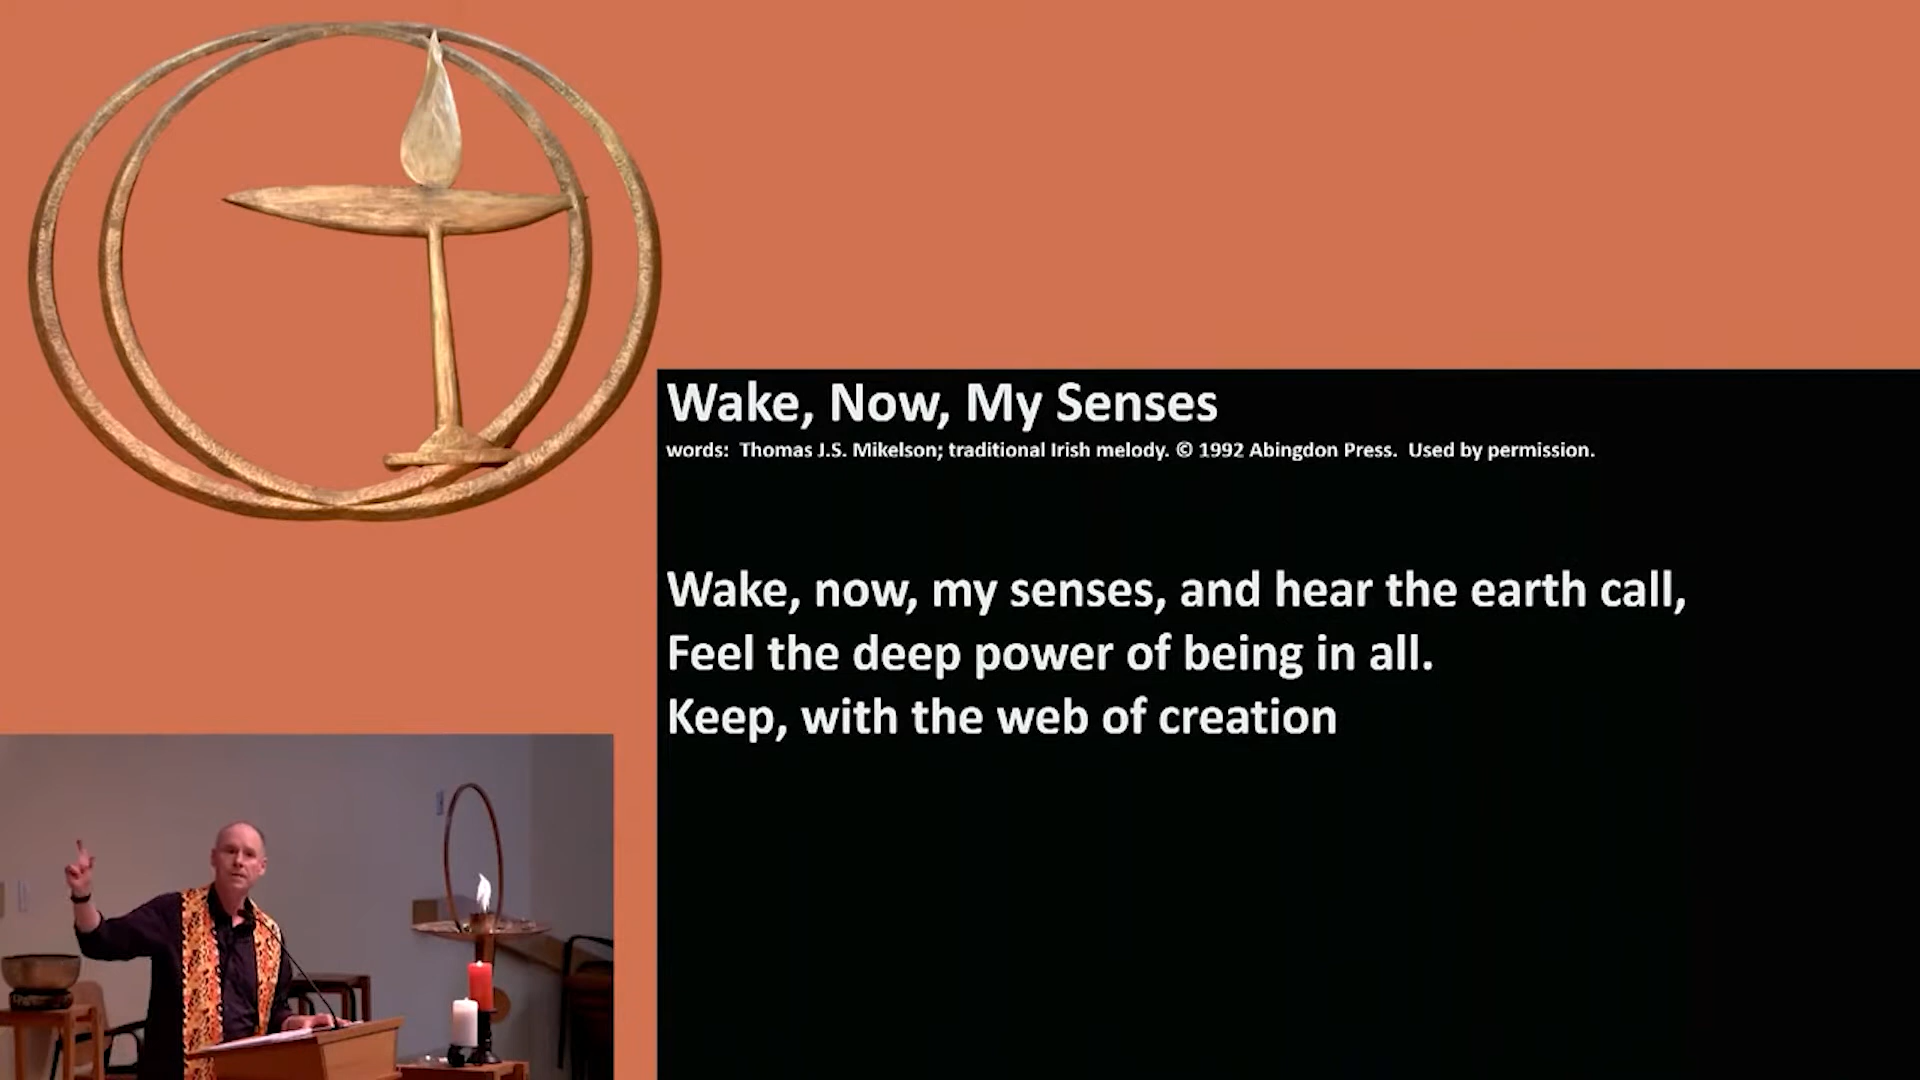 Wake, Now, My Senses
words:  Thomas J.S. Mikelson; traditional Irish melody. © 1992 Abingdon Press.  Used by permission.
Wake, now, my senses, and hear the earth call,
Feel the deep power of being in all.
Keep, with the web of creation